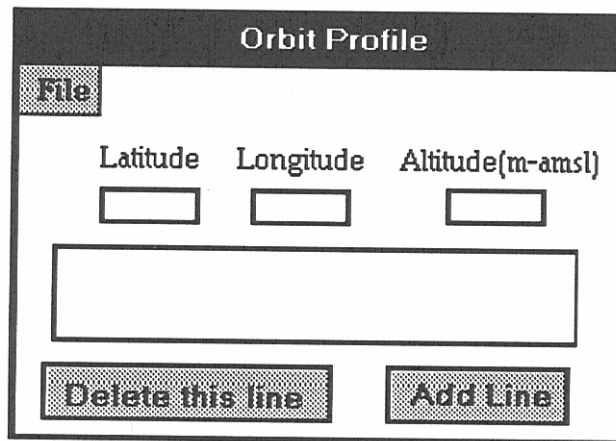 Orbit Profile
File
Latitude Longitude Altitude(m-amsl)
Delete this line Add Line